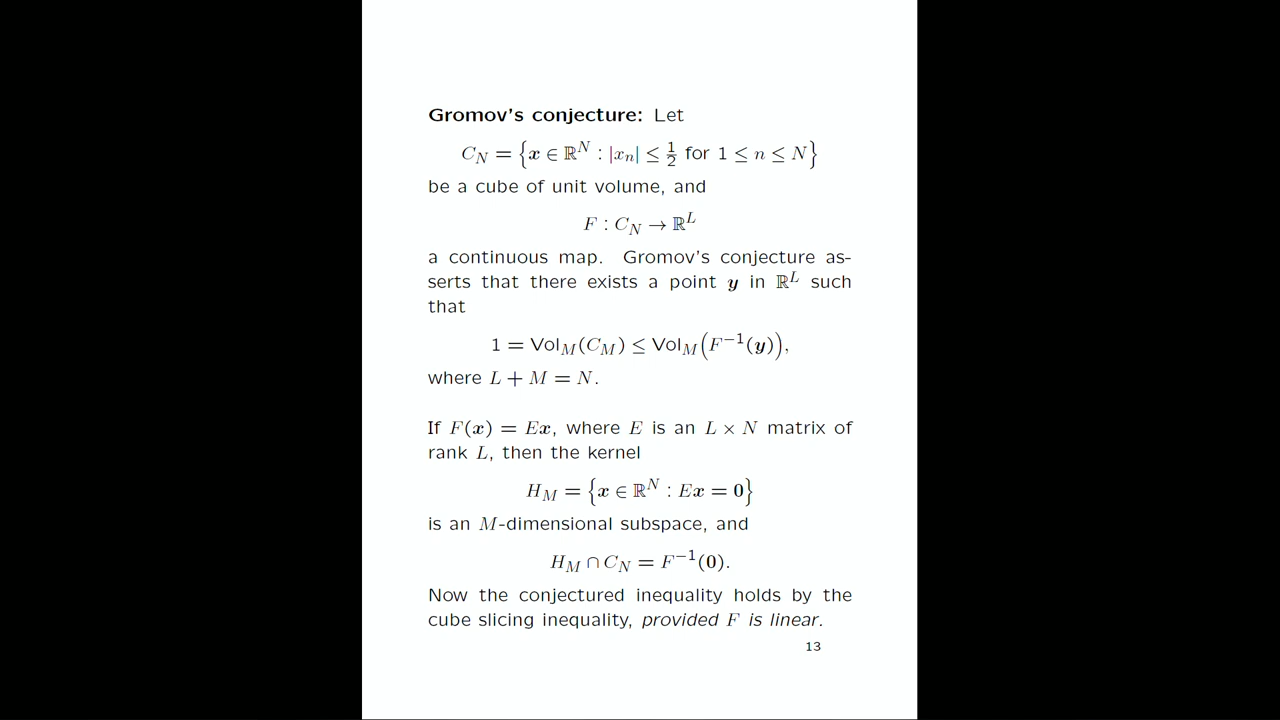 Gromov's conjecture: Let
C_N = {x ∈ ℝ^N : |x_n| ≤ 1/2 for 1 ≤ n ≤ N}
be a cube of unit volume, and
F : C_N → ℝ^L
a continuous map. Gromov's conjecture as-
serts that there exists a point y in ℝ^L such
that
1 = Vol_M(C_M) ≤ Vol_M(F^{-1}(y)),
where L + M = N.
If F(x) = Ex, where E is an L × N matrix of
rank L, then the kernel
H_M = {x ∈ ℝ^N : Ex = 0}
is an M-dimensional subspace, and
H_M ∩ C_N = F^{-1}(0).
Now the conjectured inequality holds by the
cube slicing inequality, provided F is linear.
13